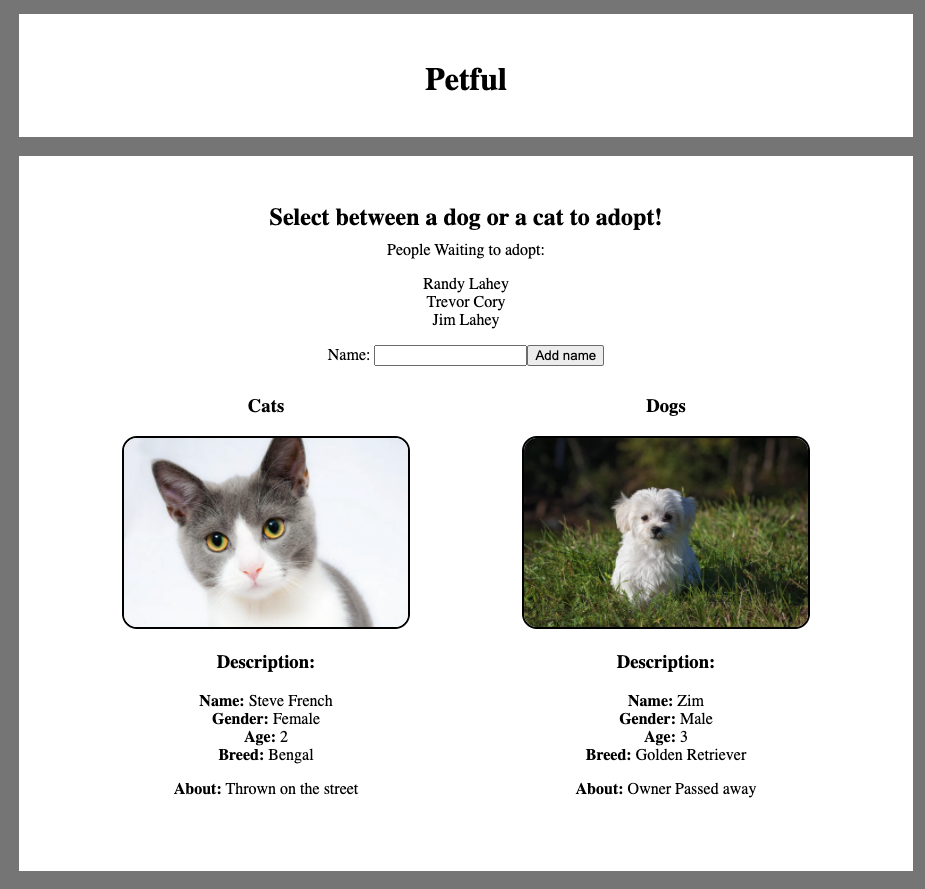 Petful
Select between a dog or a cat to adopt!
People Waiting to adopt:
Randy Lahey
Trevor Cory
Jim Lahey
Name: Add name
Cats
Dogs
Description:
Name: Steve French
Gender: Female
Age: 2
Breed: Bengal
About: Thrown on the street
Description:
Name: Zim
Gender: Male
Age: 3
Breed: Golden Retriever
About: Owner Passed away